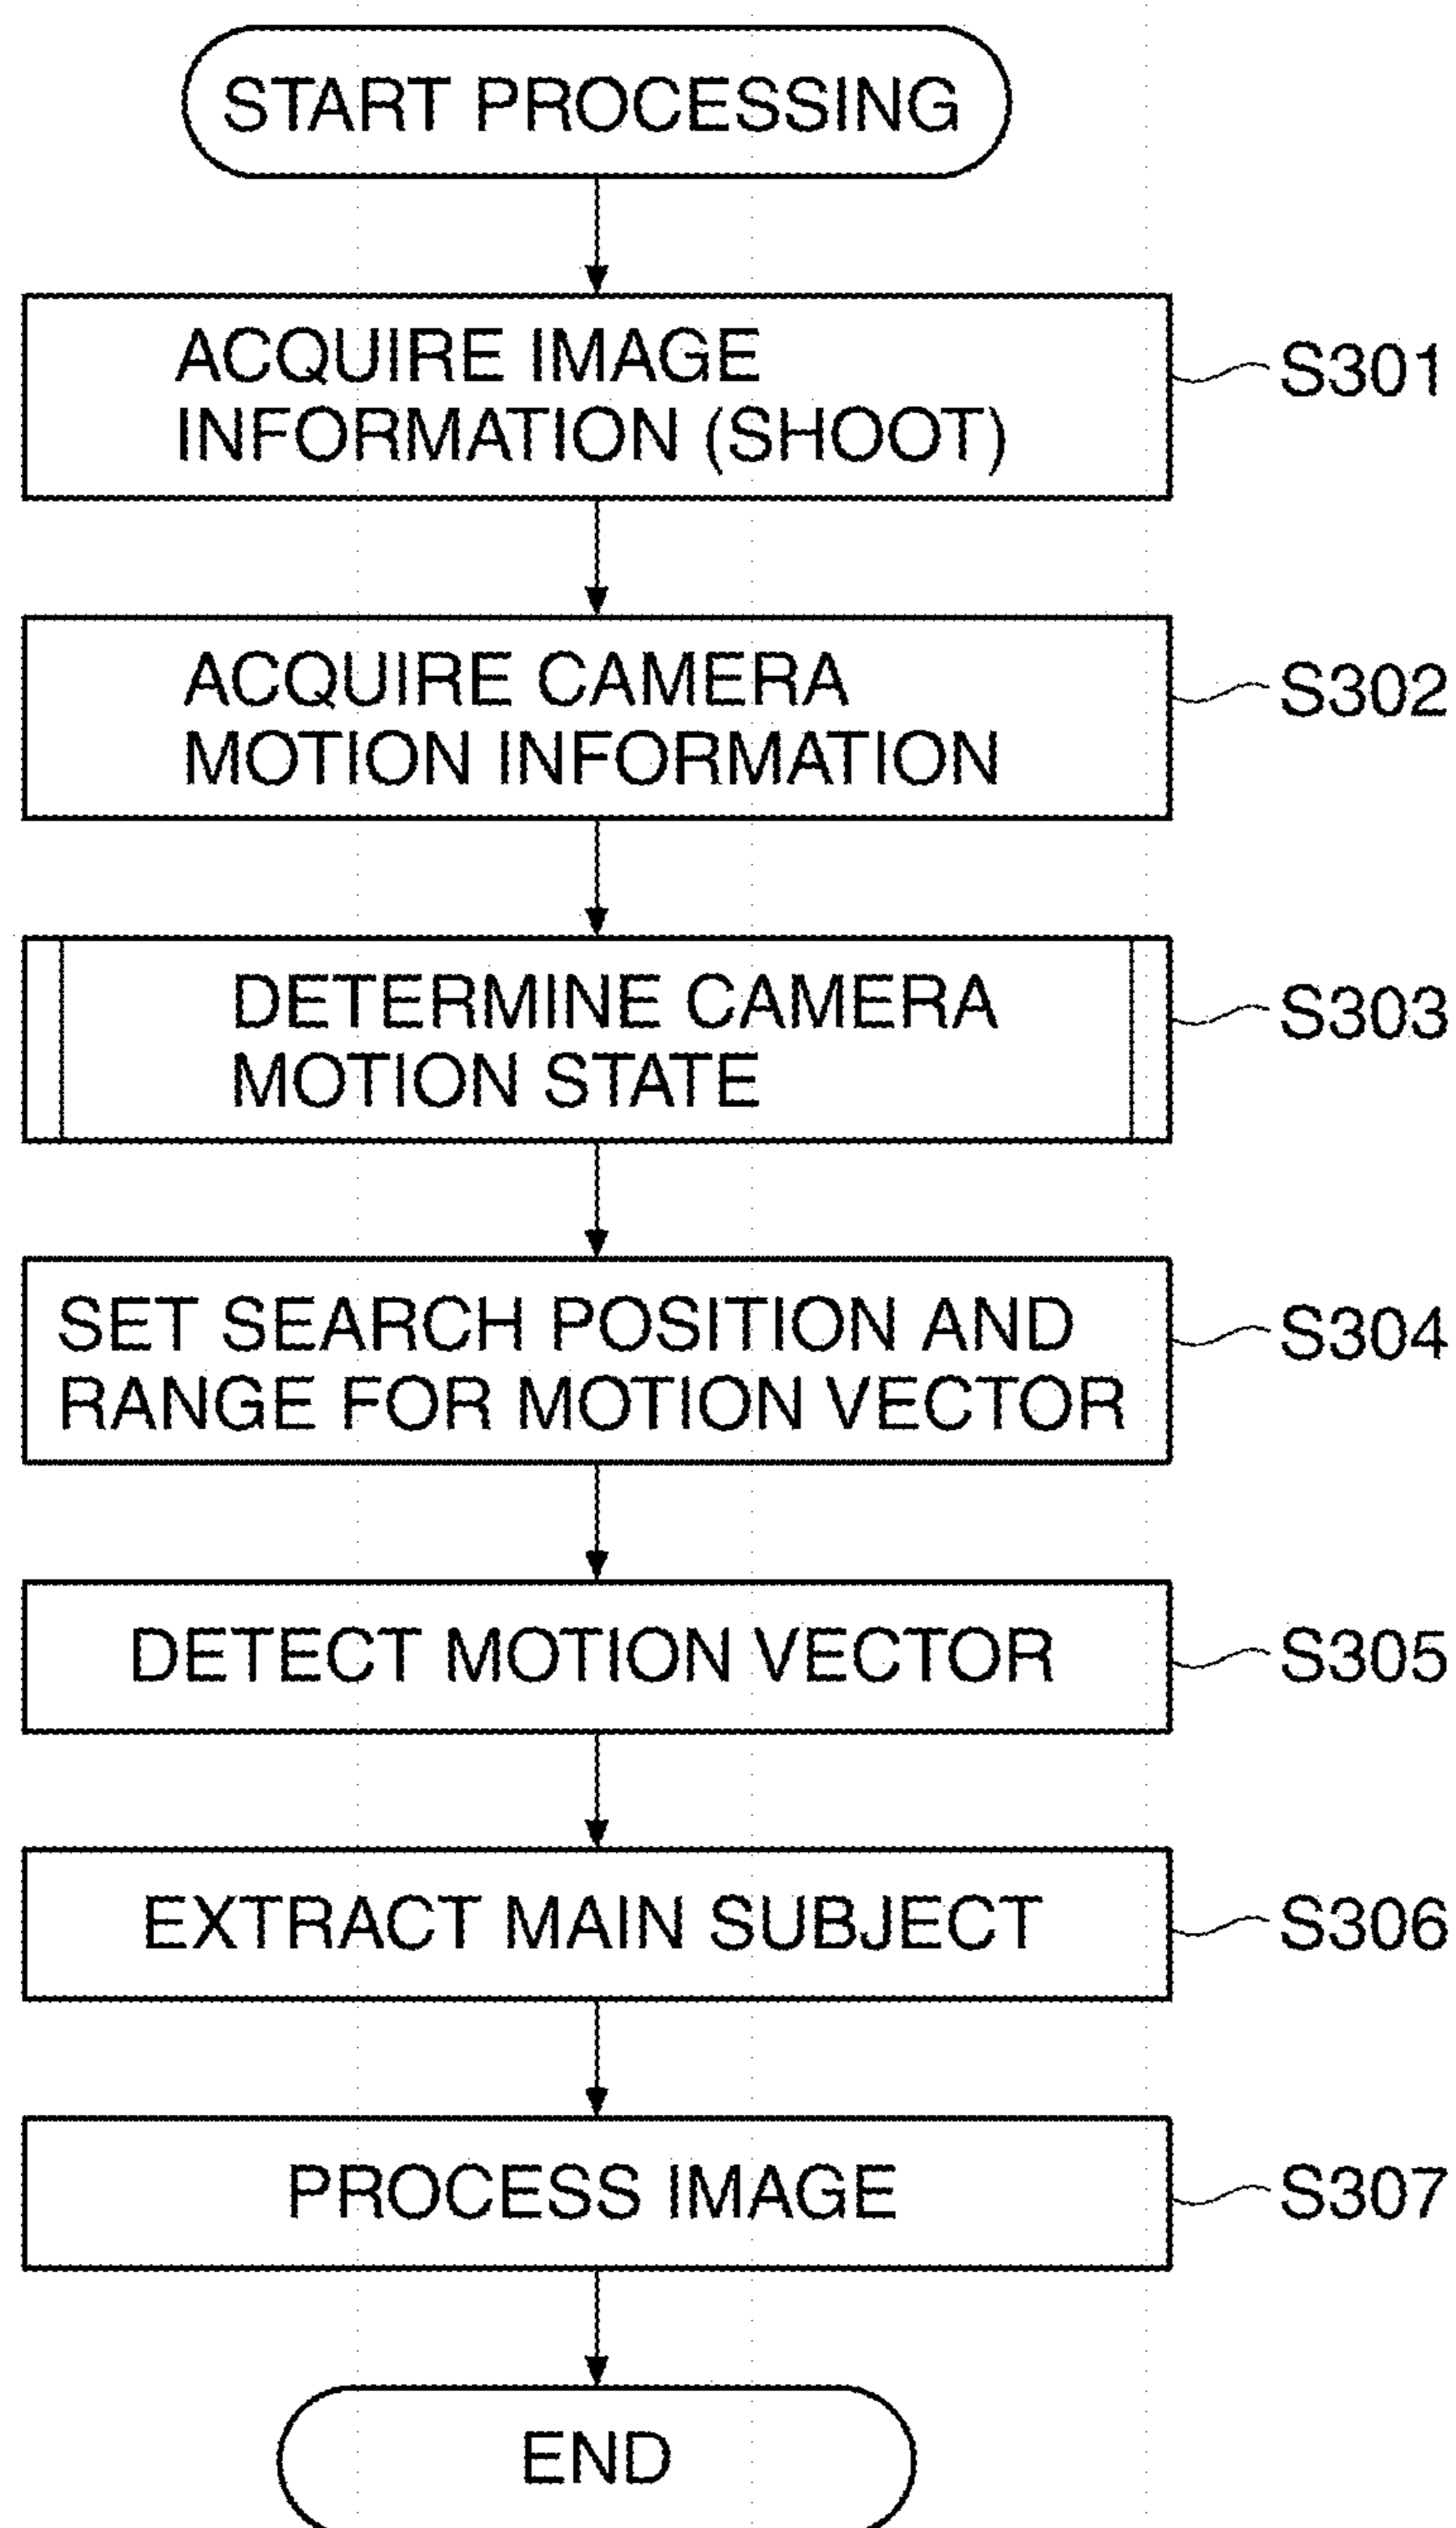 START PROCESSING
ACQUIRE IMAGE
INFORMATION (SHOOT)
S301
ACQUIRE CAMERA
MOTION INFORMATION
S302
DETERMINE CAMERA
MOTION STATE
S303
SET SEARCH POSITION AND
RANGE FOR MOTION VECTOR
S304
DETECT MOTION VECTOR
S305
EXTRACT MAIN SUBJECT
S306
PROCESS IMAGE
S307
END